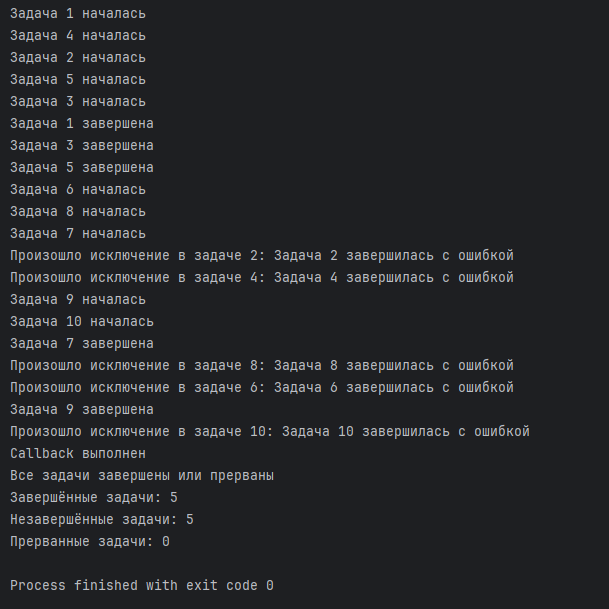 Задача 1 началась
Задача 4 началась
Задача 2 началась
Задача 5 началась
Задача 3 началась
Задача 1 завершена
Задача 3 завершена
Задача 5 завершена
Задача 6 началась
Задача 8 началась
Задача 7 началась
Произошло исключение в задаче 2: Задача 2 завершилась с ошибкой
Произошло исключение в задаче 4: Задача 4 завершилась с ошибкой
Задача 9 началась
Задача 10 началась
Задача 7 завершена
Произошло исключение в задаче 8: Задача 8 завершилась с ошибкой
Произошло исключение в задаче 6: Задача 6 завершилась с ошибкой
Задача 9 завершена
Произошло исключение в задаче 10: Задача 10 завершилась с ошибкой
Callback выполнен
Все задачи завершены или прерваны
Завершённые задачи: 5
Незавершённые задачи: 5
Прерванные задачи: 0
Process finished with exit code 0